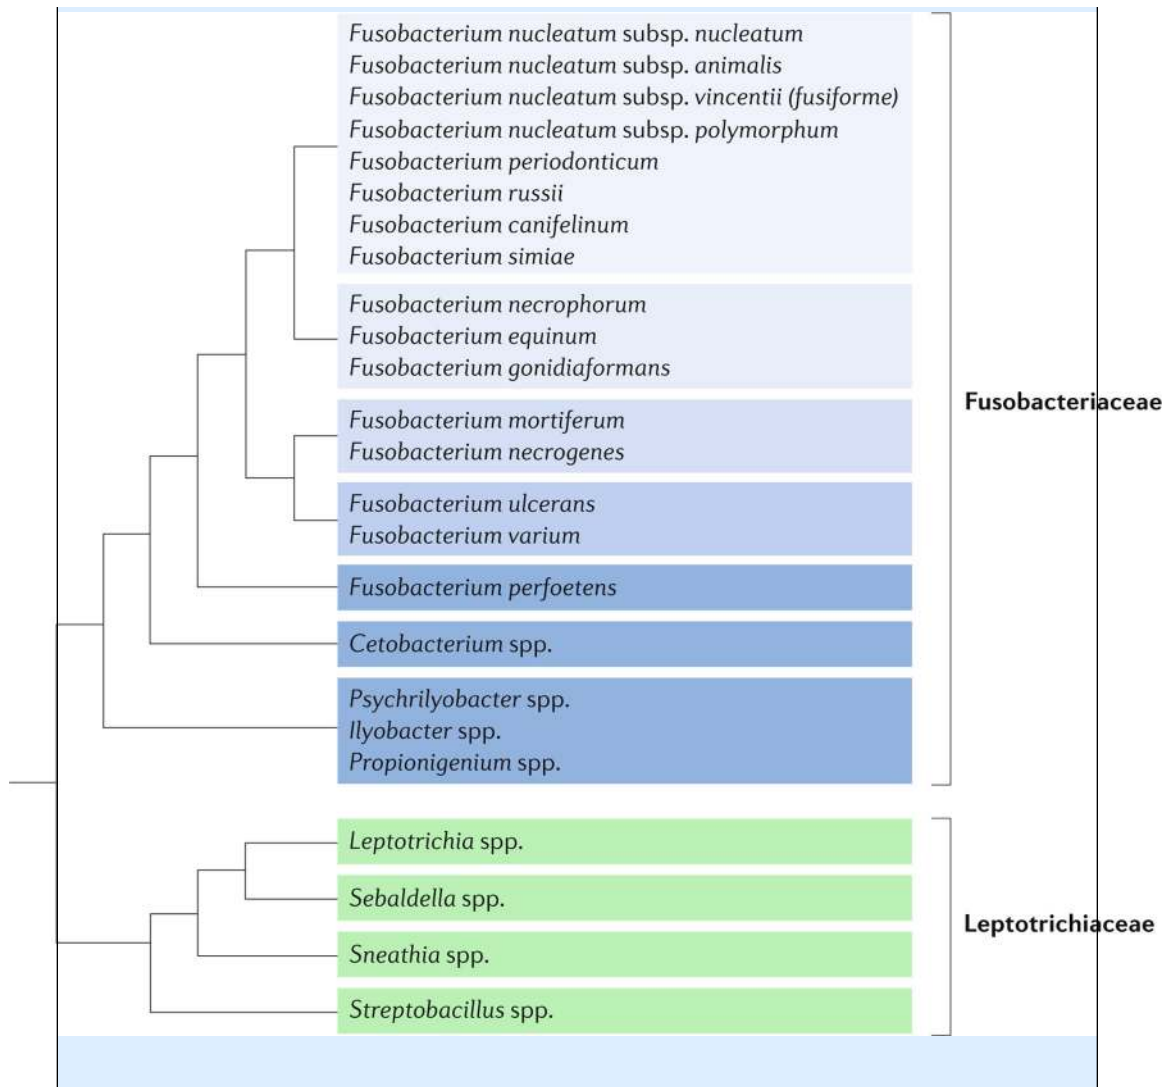 Fusobacterium nucleatum subsp. nucleatum
Fusobacterium nucleatum subsp. animalis
Fusobacterium nucleatum subsp. vincentii (fusiforme)
Fusobacterium nucleatum subsp. polymorphum
Fusobacterium periodonticum
Fusobacterium russii
Fusobacterium canifelinum
Fusobacterium simiae
Fusobacterium necrophorum
Fusobacterium equinum
Fusobacterium gonidiaformans
Fusobacteriaceae
Fusobacterium mortiferum
Fusobacterium necrogenes
Fusobacterium ulcerans
Fusobacterium varium
Fusobacterium perfoetens
Cetobacterium spp.
Psychrilyobacter spp.
Ilyobacter spp.
Propionigenium spp.
Leptotrichia spp.
Sebaldella spp.
Leptotrichiaceae
Sneathia spp.
Streptobacillus spp.